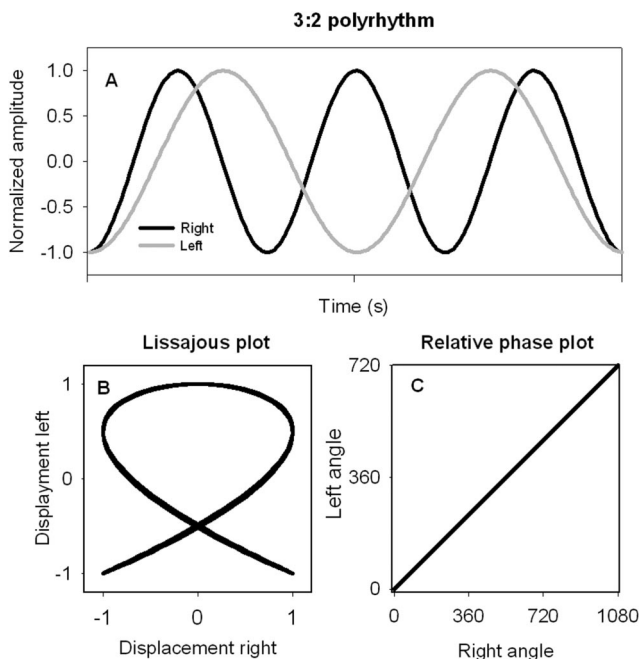 3:2 polyrhythm
A
1.0
0.5
0.0
-0.5
-1.0
Normalized amplitude
Right
Left
Time (s)
Lissajous plot
B
1
0
-1
Displayment left
-1 0 1
Displacement right
Relative phase plot
C
720
360
0
Left angle
0 360 720 1080
Right angle